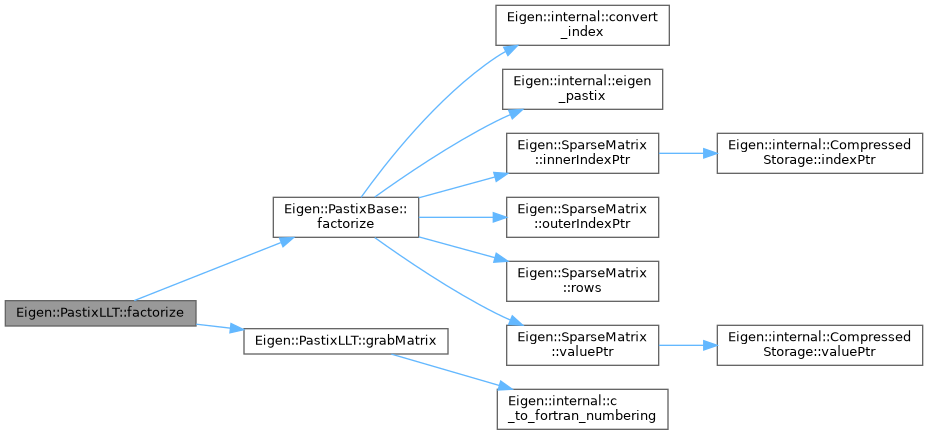 Eigen::internal::convert
_index
Eigen::internal::eigen
_pastix
Eigen::SparseMatrix
::innerIndexPtr
Eigen::internal::Compressed
Storage::indexPtr
Eigen::PastixBase::
factorize
Eigen::SparseMatrix
::outerIndexPtr
Eigen::SparseMatrix
::rows
Eigen::PastixLLT::factorize
Eigen::PastixLLT::grabMatrix
Eigen::SparseMatrix
::valuePtr
Eigen::internal::Compressed
Storage::valuePtr
Eigen::internal::c
_to_fortran_numbering